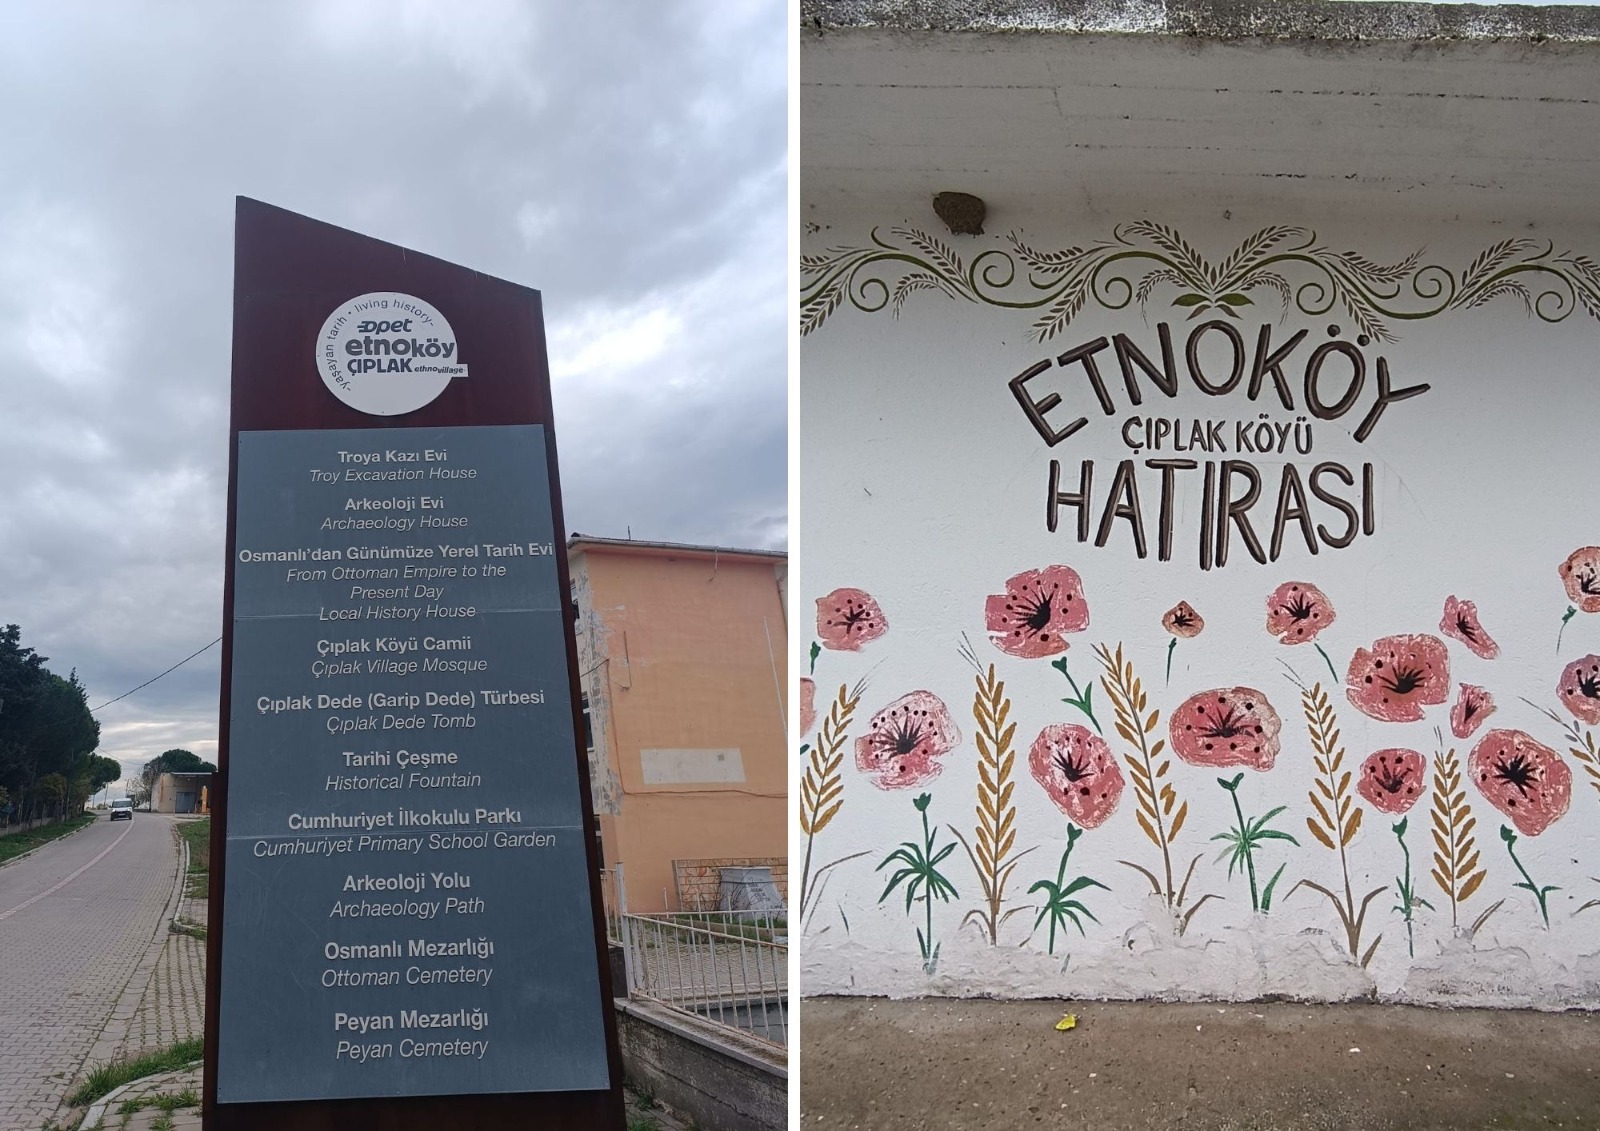 -yaşayan tarih • living history-
opet
etnoköy
ÇIPLAK ethnovillage
Troya Kazı Evi
Troy Excavation House
Arkeoloji Evi
Archaeology House
Osmanlı'dan Günümüze Yerel Tarih Evi
From Ottoman Empire to the
Present Day
Local History House
Çıplak Köyü Camii
Çıplak Village Mosque
Çıplak Dede (Garip Dede) Türbesi
Çıplak Dede Tomb
Tarihi Çeşme
Historical Fountain
Cumhuriyet İlkokulu Parkı
Cumhuriyet Primary School Garden
Arkeoloji Yolu
Archaeology Path
Osmanlı Mezarlığı
Ottoman Cemetery
Peyan Mezarlığı
Peyan Cemetery
ETNOKÖY
ÇIPLAK KÖYÜ
HATIRASI